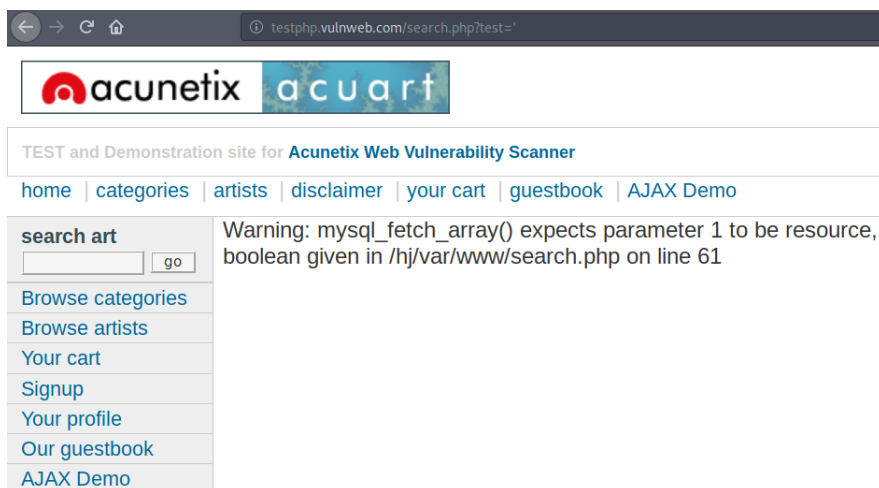 testphp.vulnweb.com/search.php?test='
acunetix acuart
TEST and Demonstration site for Acunetix Web Vulnerability Scanner
home | categories | artists | disclaimer | your cart | guestbook | AJAX Demo
search art
go
Browse categories
Browse artists
Your cart
Signup
Your profile
Our guestbook
AJAX Demo
Warning: mysql_fetch_array() expects parameter 1 to be resource,
boolean given in /hj/var/www/search.php on line 61